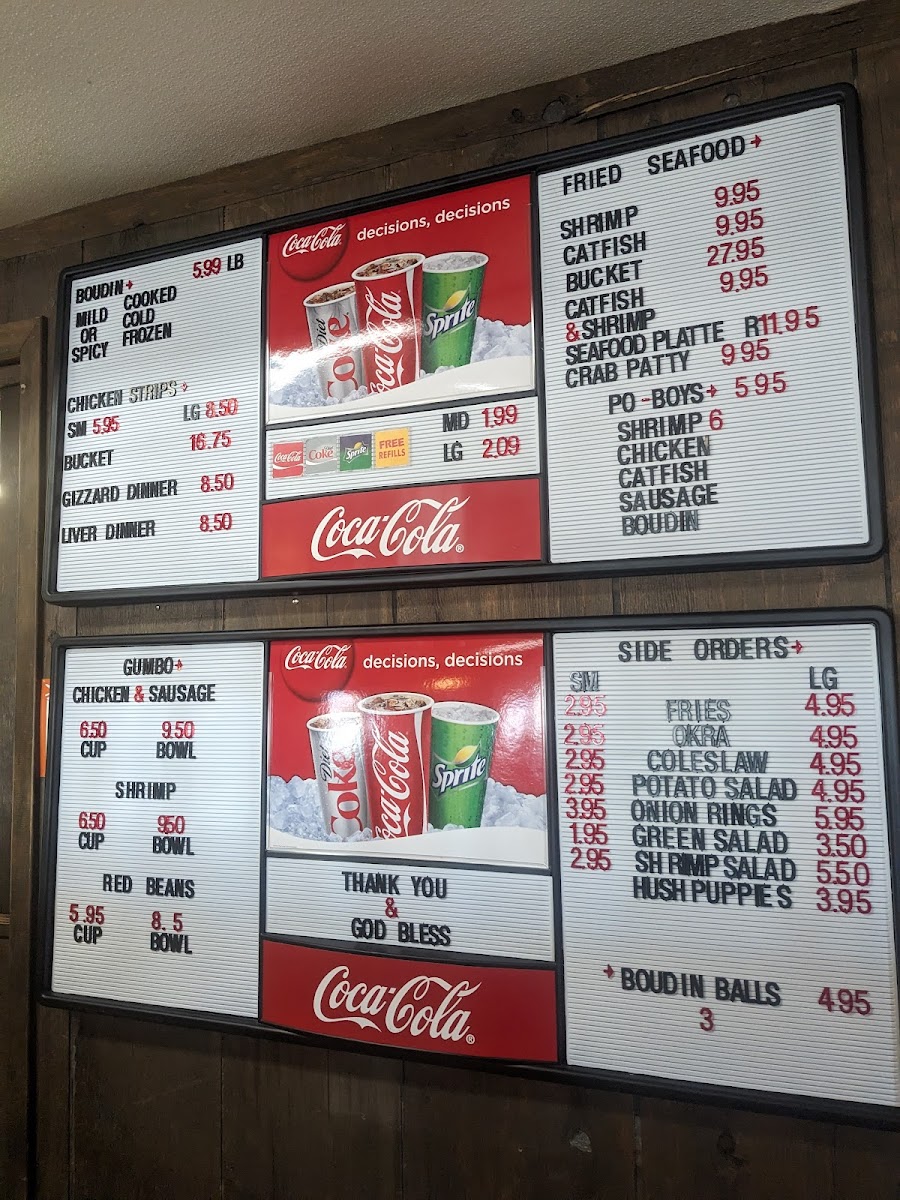 BOUDIN→ 5.99 LB
MILD COOKED
OR COLD
SPICY FROZEN
CHICKEN STRIPS→
SM 5.95 LG 8.50
BUCKET 16.75
GIZZARD DINNER 8.50
LIVER DINNER 8.50
Coca-Cola decisions, decisions
Diet Coke Coca-Cola Sprite
Coca-Cola Coke Sprite FREE REFILLS
MD 1.99
LG 2.09
Coca-Cola®
FRIED SEAFOOD→
SHRIMP 9.95
CATFISH 9.95
BUCKET 27.95
CATFISH 9.95
&SHRIMP
SEAFOOD PLATTE R11.95
CRAB PATTY 9 95
PO-BOYS→ 5 95
SHRIMP 6
CHICKEN
CATFISH
SAUSAGE
BOUDIN
GUMBO→
CHICKEN & SAUSAGE
6.50 9.50
CUP BOWL
SHRIMP
6.50 9.50
CUP BOWL
RED BEANS
5.95 8.5
CUP BOWL
Coca-Cola decisions, decisions
Diet Coke Coca-Cola Sprite
THANK YOU
&
GOD BLESS
Coca-Cola®
SIDE ORDERS→
SM LG
2.95 FRIES 4.95
2.95 OKRA 4.95
2.95 COLESLAW 4.95
2.95 POTATO SALAD 4.95
3.95 ONION RINGS 5.95
1.95 GREEN SALAD 3.50
2.95 SHRIMP SALAD 5.50
HUSH PUPPIES 3.95
→BOUDIN BALLS 4.95
3